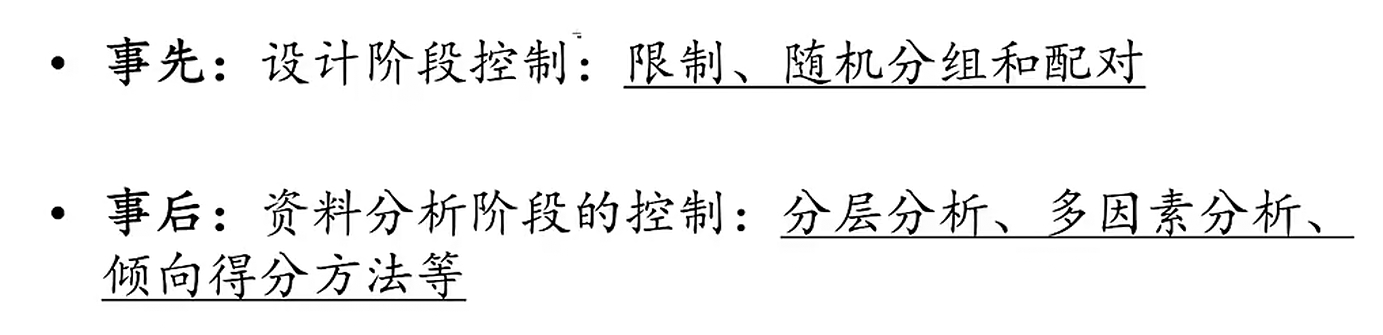 • 事先：设计阶段控制：限制、随机分组和配对
• 事后：资料分析阶段的控制：分层分析、多因素分析、
倾向得分方法等